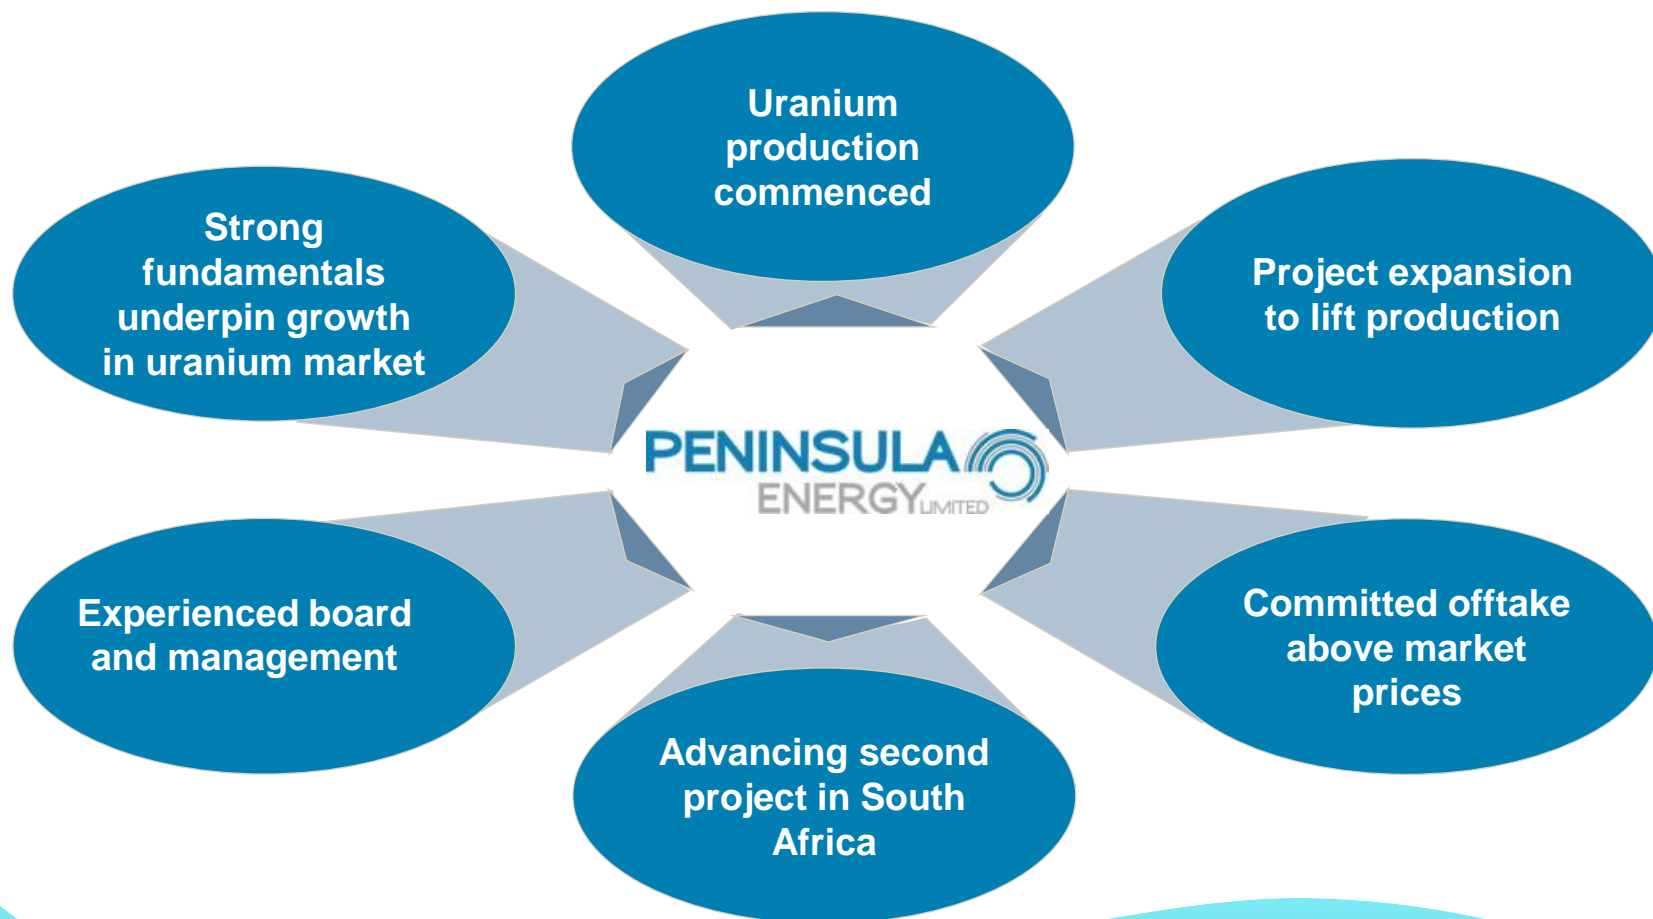 Uranium
production
commenced
Strong
fundamentals
underpin growth
in uranium market
Project expansion
to lift production
PENINSULA
ENERGY LIMITED
Experienced board
and management
Committed offtake
above market
prices
Advancing second
project in South
Africa